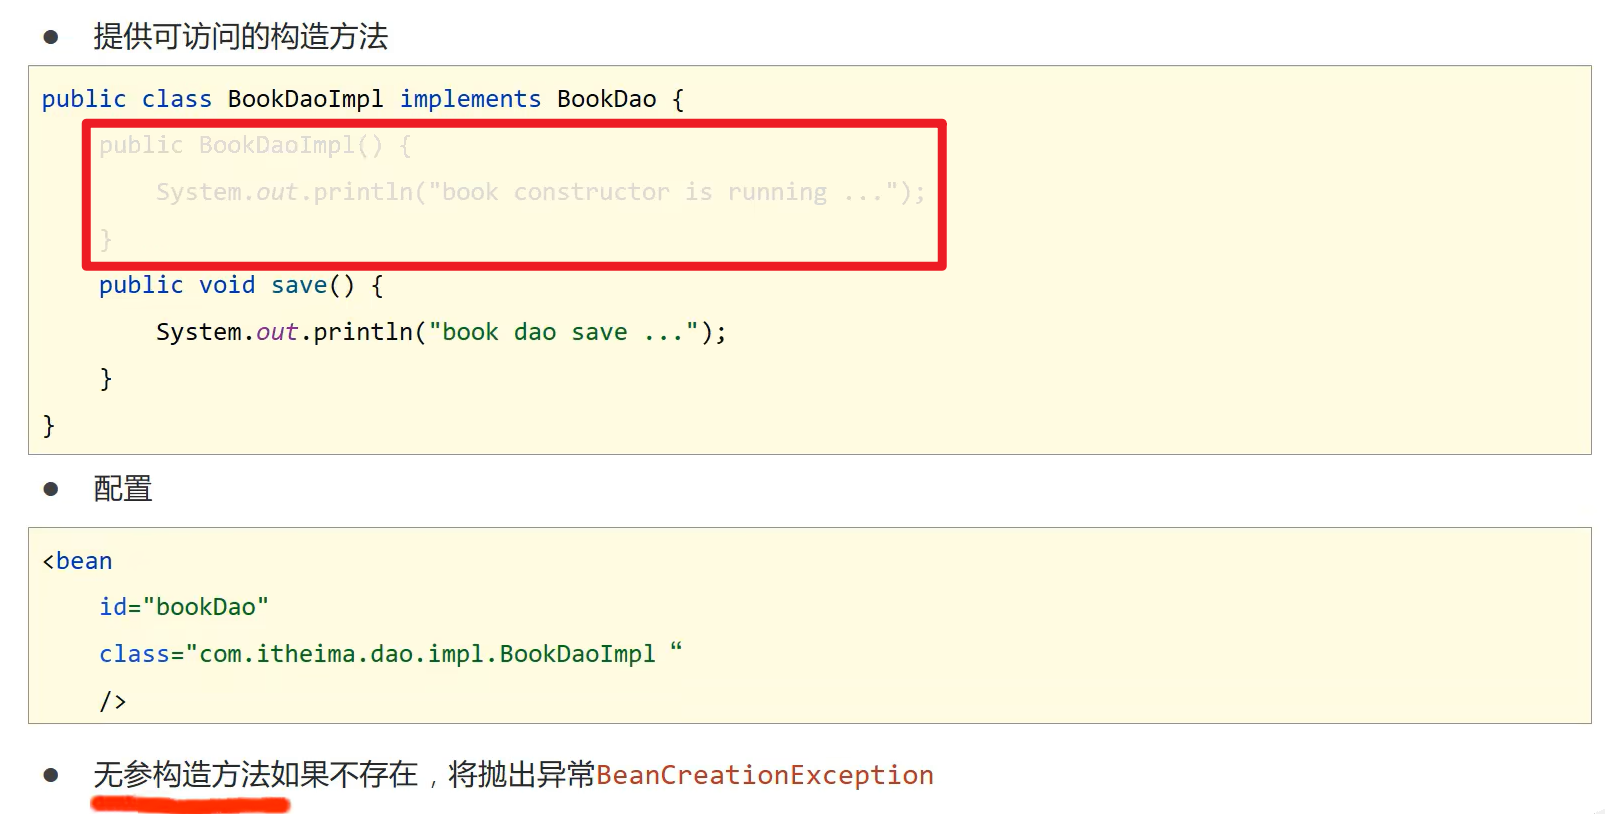 ● 提供可访问的构造方法
public class BookDaoImpl implements BookDao {
public BookDaoImpl() {
System.out.println("book constructor is running ...");
}
public void save() {
System.out.println("book dao save ...");
}
}
● 配置
<bean
id="bookDao"
class="com.itheima.dao.impl.BookDaoImpl “
/>
● 无参构造方法如果不存在，将抛出异常BeanCreationException